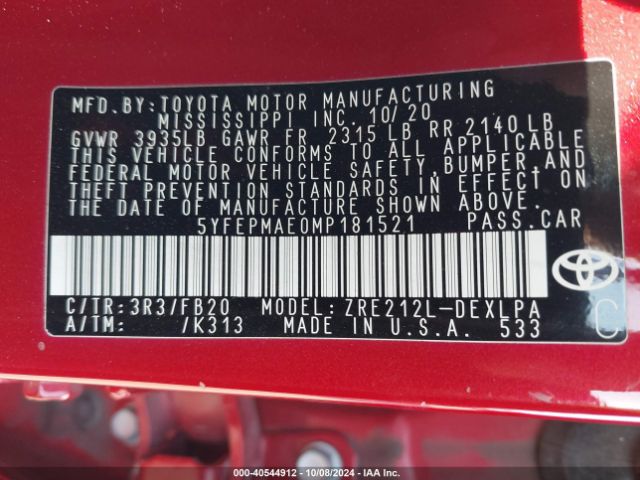 MFD. BY: TOYOTA MOTOR MANUFACTURING
MISSISSIPPI INC. 10/20
GVWR 3935LB GAWR FR 2315 LB RR 2140 LB
THIS VEHICLE CONFORMS TO ALL APPLICABLE
FEDERAL MOTOR VEHICLE SAFETY, BUMPER, AND
THEFT PREVENTION STANDARDS IN EFFECT ON
THE DATE OF MANUFACTURE SHOWN ABOVE.
5YFEPMAE0MP181521 PASS.CAR
C/TR: 3R3/FB20 MODEL: ZRE212L-DEXLPA
A/TM: /K313 MADE IN U.S.A. 533
C
000-40544912 • 10/08/2024 • IAA Inc.